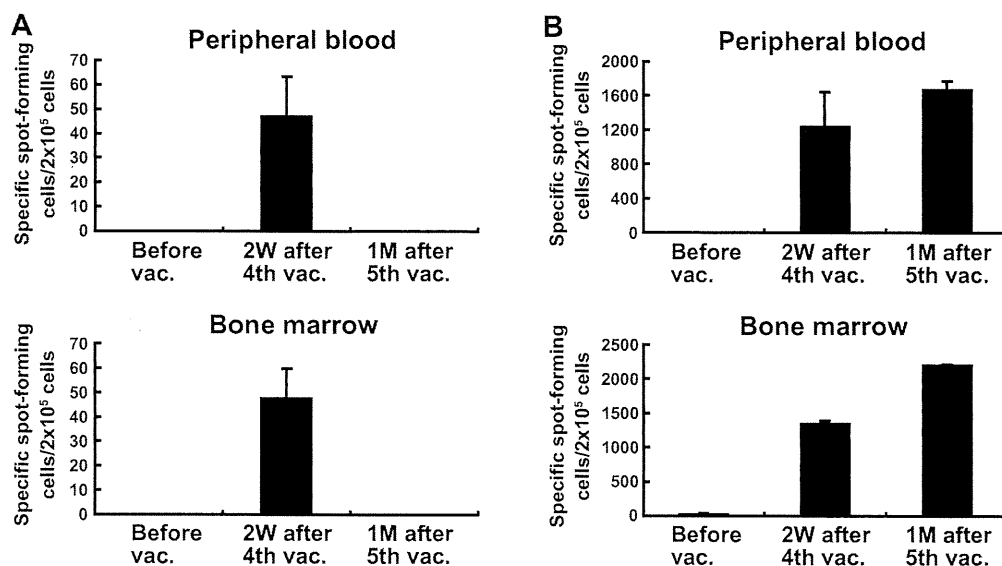 A
Peripheral blood
Specific spot-forming
cells/2x10⁵ cells
70
60
50
40
30
20
10
0
Before
vac.
2W after
4th vac.
1M after
5th vac.
Bone marrow
Specific spot-forming
cells/2x10⁵ cells
70
60
50
40
30
20
10
0
Before
vac.
2W after
4th vac.
1M after
5th vac.
B
Peripheral blood
Specific spot-forming
cells/2x10⁵ cells
2000
1600
1200
800
400
0
Before
vac.
2W after
4th vac.
1M after
5th vac.
Bone marrow
Specific spot-forming
cells/2x10⁵ cells
2500
2000
1500
1000
500
0
Before
vac.
2W after
4th vac.
1M after
5th vac.